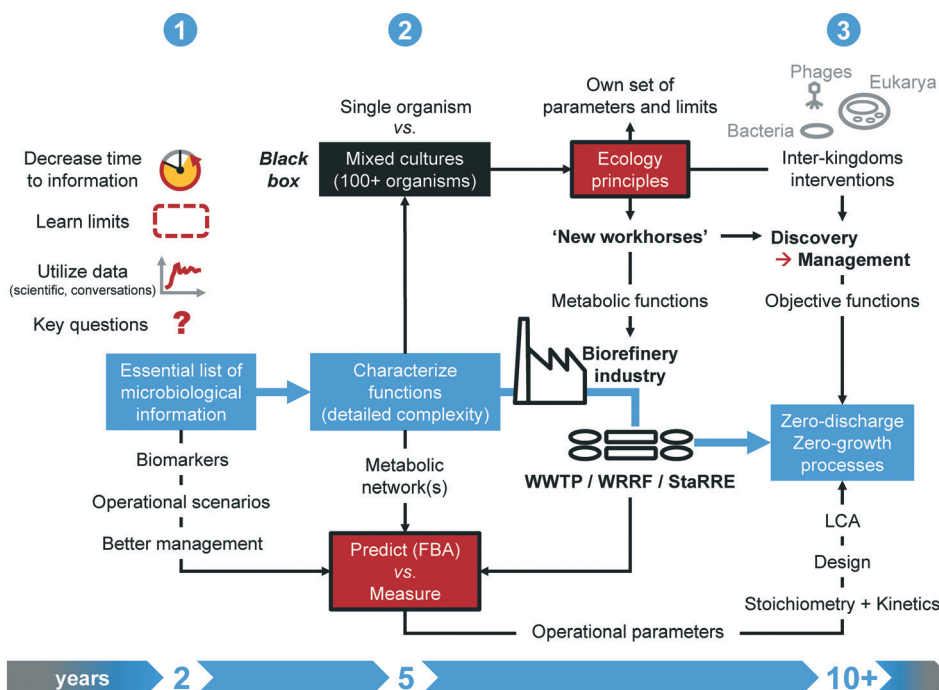 1
2
3
Decrease time
to information
Learn limits
Utilize data
(scientific, conversations)
Key questions
?
Essential list of
microbiological
information
Biomarkers
Operational scenarios
Better management
Single organism
vs.
Black
box
Mixed cultures
(100+ organisms)
Characterize
functions
(detailed complexity)
Metabolic
network(s)
Predict (FBA)
vs.
Measure
Own set of
parameters and limits
Ecology
principles
‘New workhorses’
Metabolic functions
Biorefinery
industry
WWTP / WRRF / StaRRE
Operational parameters
Phages
Eukarya
Bacteria
Inter-kingdoms
interventions
Discovery
→ Management
Objective functions
Zero-discharge
Zero-growth
processes
LCA
Design
Stoichiometry + Kinetics
years
2
5
10+